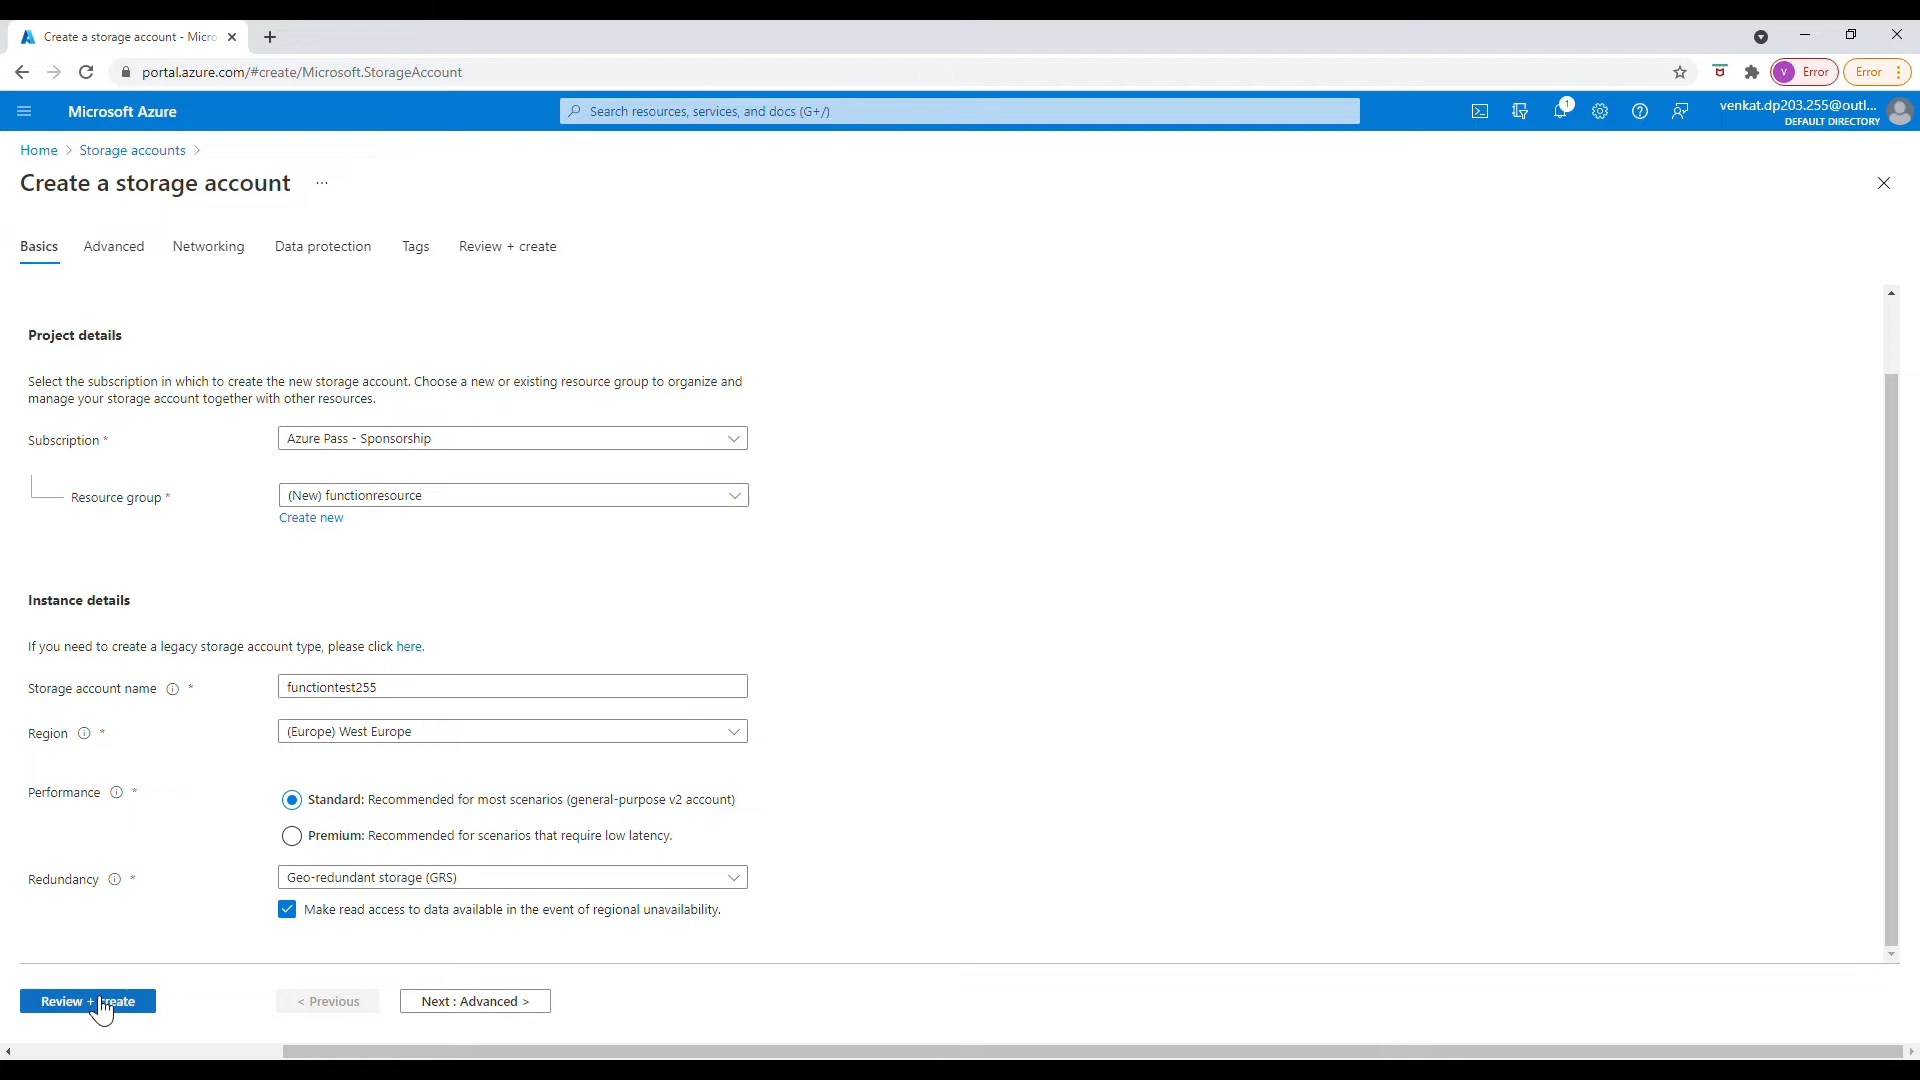 Create a storage account - Micro
portal.azure.com/#create/Microsoft.StorageAccount
V Error
Error
Microsoft Azure
Search resources, services, and docs (G+/)
1
venkat.dp203.255@outl...
DEFAULT DIRECTORY
Home > Storage accounts >
Create a storage account ...
Basics Advanced Networking Data protection Tags Review + create
Project details
Select the subscription in which to create the new storage account. Choose a new or existing resource group to organize and
manage your storage account together with other resources.
Subscription * Azure Pass - Sponsorship
Resource group * (New) functionresource
Create new
Instance details
If you need to create a legacy storage account type, please click here.
Storage account name * functiontest255
Region * (Europe) West Europe
Performance * Standard: Recommended for most scenarios (general-purpose v2 account)
Premium: Recommended for scenarios that require low latency.
Redundancy * Geo-redundant storage (GRS)
Make read access to data available in the event of regional unavailability.
Review + create < Previous Next : Advanced >